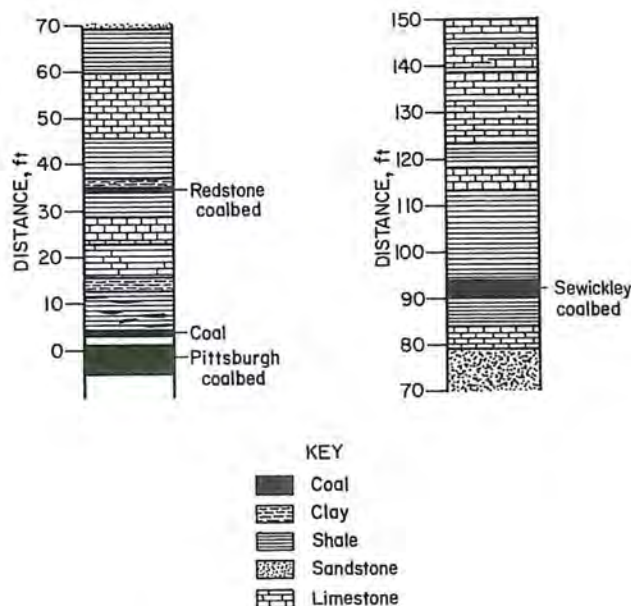 70
60
50
40
30
20
10
0
DISTANCE, ft
Redstone
coalbed
Coal
Pittsburgh
coalbed
150
140
130
120
110
100
90
80
70
DISTANCE, ft
Sewickley
coalbed
KEY
Coal
Clay
Shale
Sandstone
Limestone